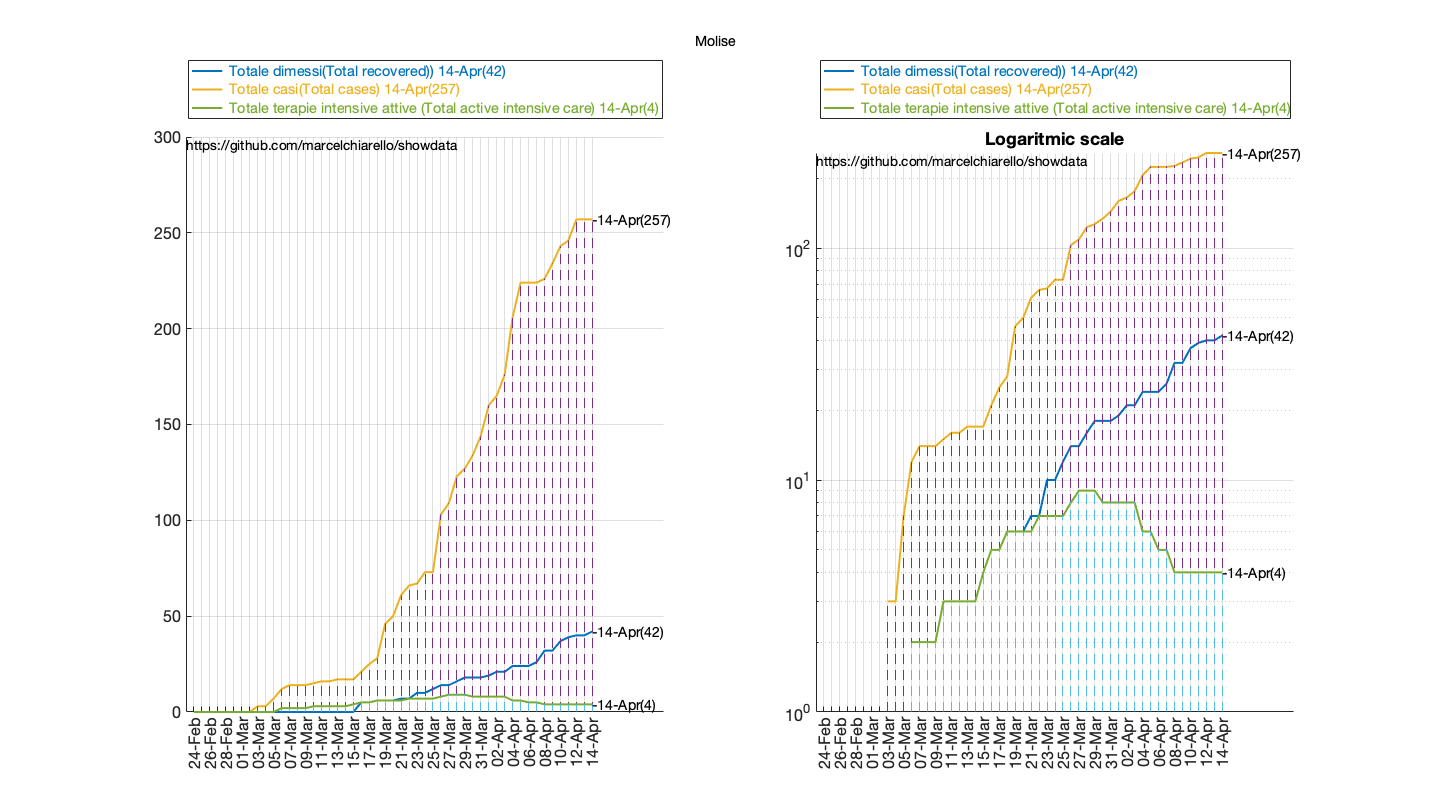 Molise
Totale dimessi(Total recovered)) 14-Apr(42)
Totale casi(Total cases) 14-Apr(257)
Totale terapie intensive attive (Total active intensive care) 14-Apr(4)
300
250
200
150
100
50
0
https://github.com/marcelchiarello/showdata
14-Apr(257)
14-Apr(42)
14-Apr(4)
24-Feb
26-Feb
28-Feb
01-Mar
03-Mar
05-Mar
07-Mar
09-Mar
11-Mar
13-Mar
15-Mar
17-Mar
19-Mar
21-Mar
23-Mar
25-Mar
27-Mar
29-Mar
31-Mar
02-Apr
04-Apr
06-Apr
08-Apr
10-Apr
12-Apr
14-Apr
Totale dimessi(Total recovered)) 14-Apr(42)
Totale casi(Total cases) 14-Apr(257)
Totale terapie intensive attive (Total active intensive care) 14-Apr(4)
Logaritmic scale
https://github.com/marcelchiarello/showdata
10²
10¹
10⁰
14-Apr(257)
14-Apr(42)
14-Apr(4)
24-Feb
26-Feb
28-Feb
01-Mar
03-Mar
05-Mar
07-Mar
09-Mar
11-Mar
13-Mar
15-Mar
17-Mar
19-Mar
21-Mar
23-Mar
25-Mar
27-Mar
29-Mar
31-Mar
02-Apr
04-Apr
06-Apr
08-Apr
10-Apr
12-Apr
14-Apr